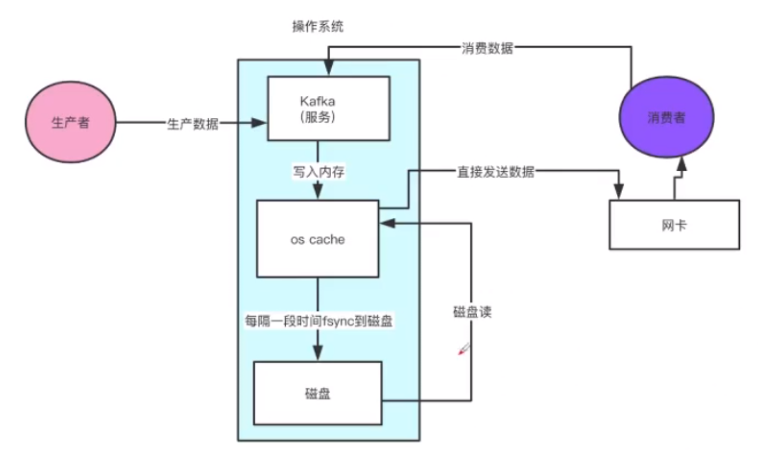 操作系统
消费数据
Kafka
（服务）
生产者
生产数据
消费者
写入内存
直接发送数据
os cache
网卡
磁盘读
每隔一段时间fsync到磁盘
磁盘